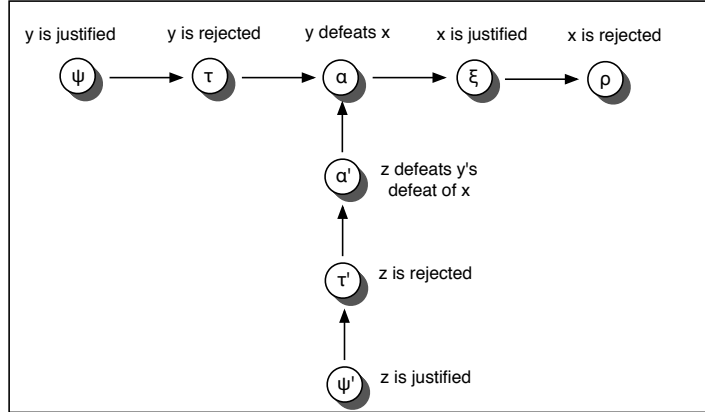 y is justified
y is rejected
y defeats x
x is justified
x is rejected
ψ
τ
α
ξ
ρ
α'
z defeats y's
defeat of x
τ'
z is rejected
ψ'
z is justified